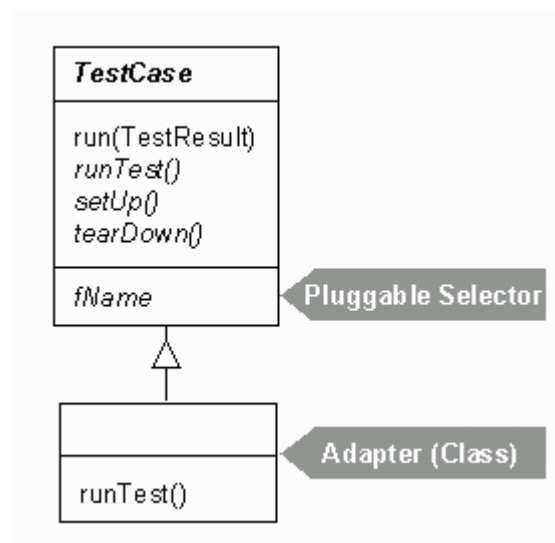 TestCase
run(TestResult)
runTest()
setUp()
tearDown()
fName
Pluggable Selector
Adapter (Class)
runTest()